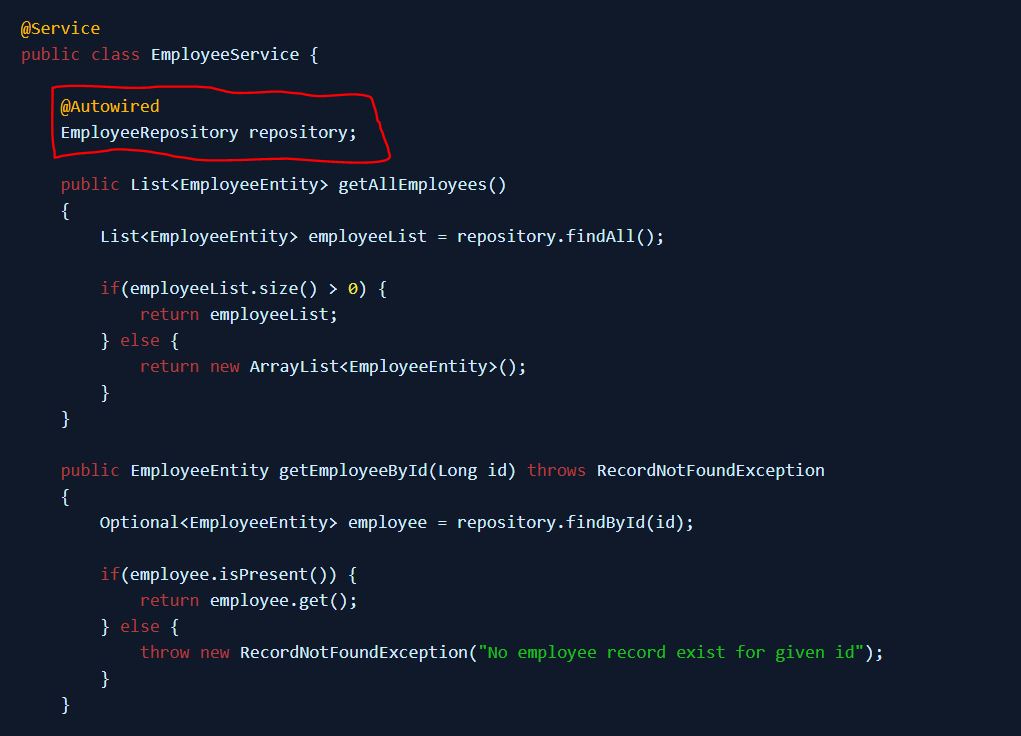 @Service
public class EmployeeService {
@Autowired
EmployeeRepository repository;
public List<EmployeeEntity> getAllEmployees()
{
List<EmployeeEntity> employeeList = repository.findAll();
if(employeeList.size() > 0) {
return employeeList;
} else {
return new ArrayList<EmployeeEntity>();
}
}
public EmployeeEntity getEmployeeById(Long id) throws RecordNotFoundException
{
Optional<EmployeeEntity> employee = repository.findById(id);
if(employee.isPresent()) {
return employee.get();
} else {
throw new RecordNotFoundException("No employee record exist for given id");
}
}